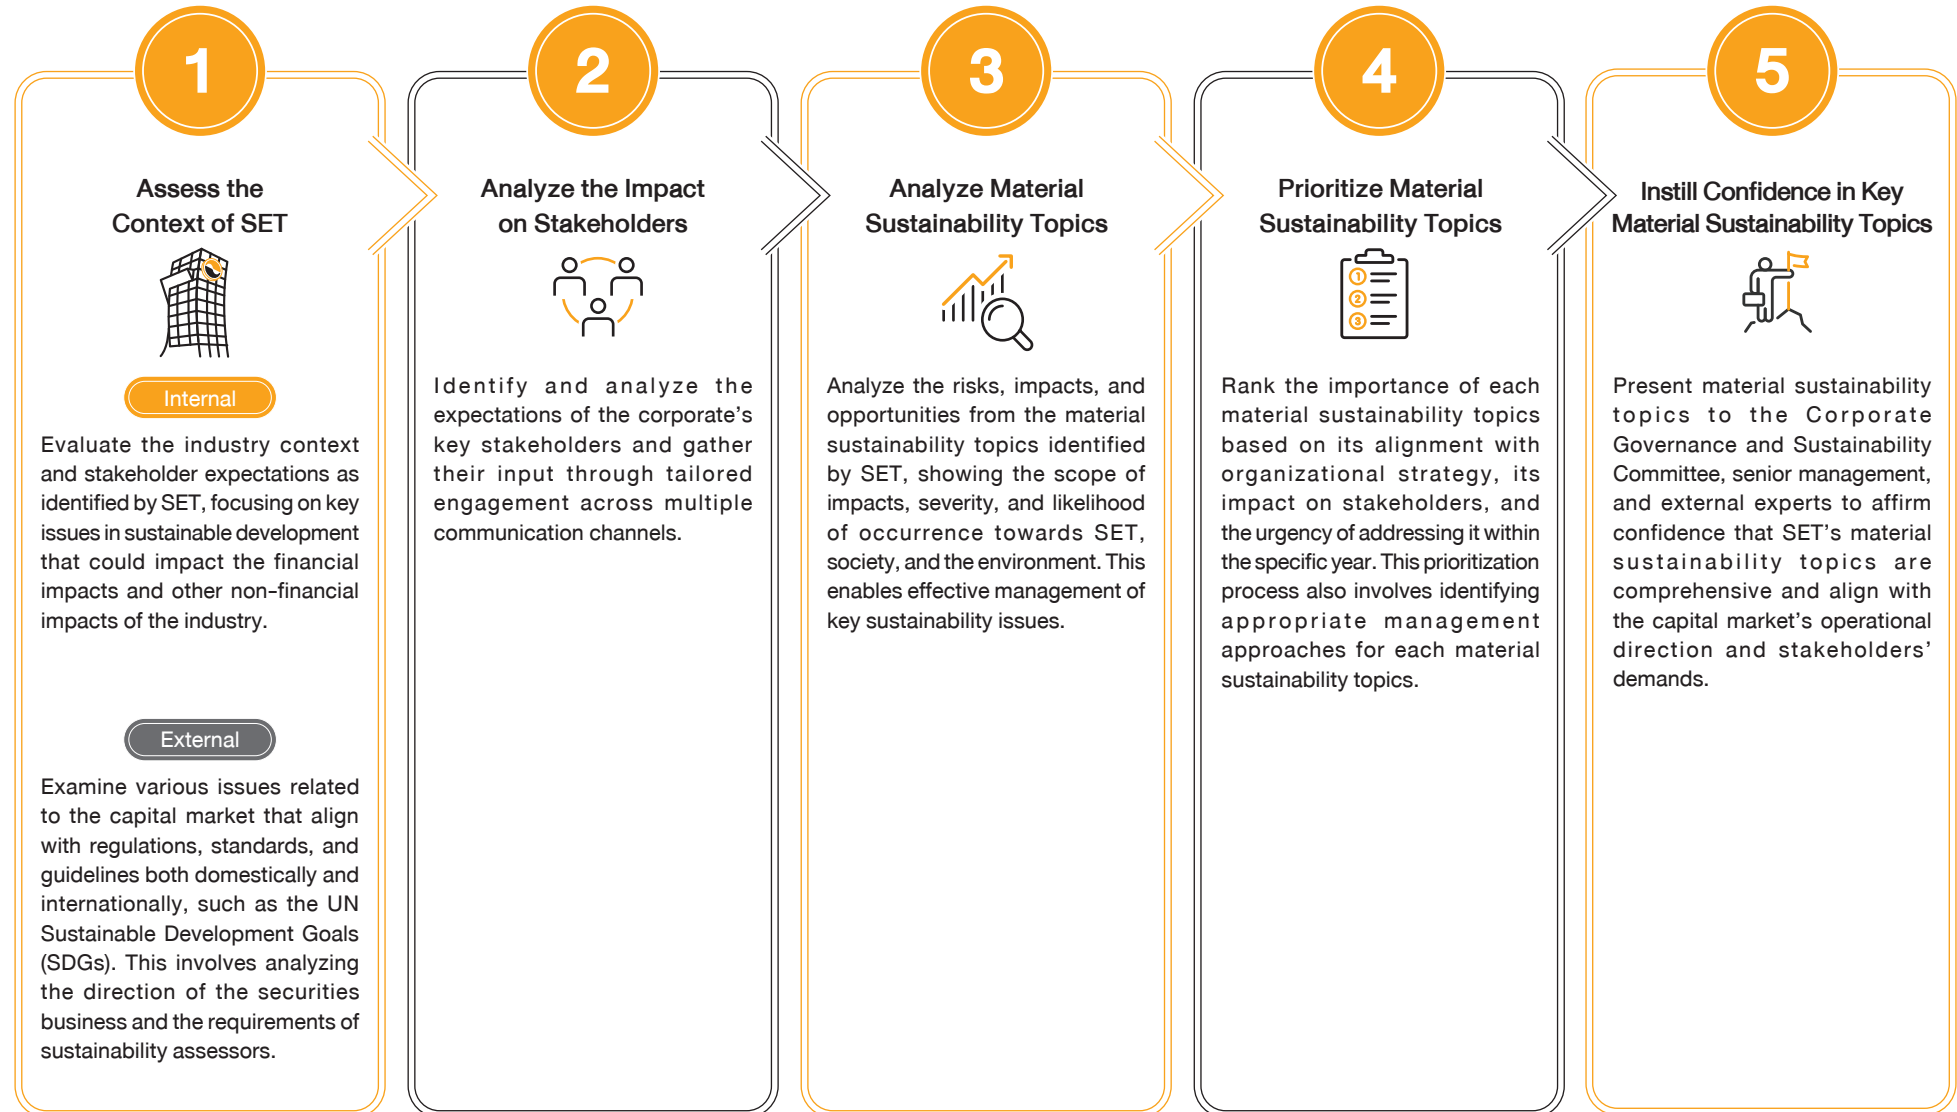 1
Assess the
Context of SET
Internal
Evaluate the industry context
and stakeholder expectations as
identified by SET, focusing on key
issues in sustainable development
that could impact the financial
impacts and other non-financial
impacts of the industry.
External
Examine various issues related
to the capital market that align
with regulations, standards, and
guidelines both domestically and
internationally, such as the UN
Sustainable Development Goals
(SDGs). This involves analyzing
the direction of the securities
business and the requirements of
sustainability assessors.
2
Analyze the Impact
on Stakeholders
Identify and analyze the
expectations of the corporate's
key stakeholders and gather
their input through tailored
engagement across multiple
communication channels.
3
Analyze Material
Sustainability Topics
Analyze the risks, impacts, and
opportunities from the material
sustainability topics identified
by SET, showing the scope of
impacts, severity, and likelihood
of occurrence towards SET,
society, and the environment. This
enables effective management of
key sustainability issues.
4
Prioritize Material
Sustainability Topics
1
2
3
Rank the importance of each
material sustainability topics
based on its alignment with
organizational strategy, its
impact on stakeholders, and
the urgency of addressing it within
the specific year. This prioritization
process also involves identifying
appropriate management
approaches for each material
sustainability topics.
5
Instill Confidence in Key
Material Sustainability Topics
Present material sustainability
topics to the Corporate
Governance and Sustainability
Committee, senior management,
and external experts to affirm
confidence that SET's material
sustainability topics are
comprehensive and align with
the capital market's operational
direction and stakeholders'
demands.